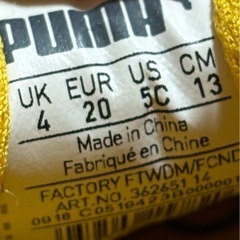 PUMA
UK EUR US CM
4 20 5C 13
Made in China
Fabriqué en China
FACTORY FTWDM/FCND
ART.NO. 362651 14